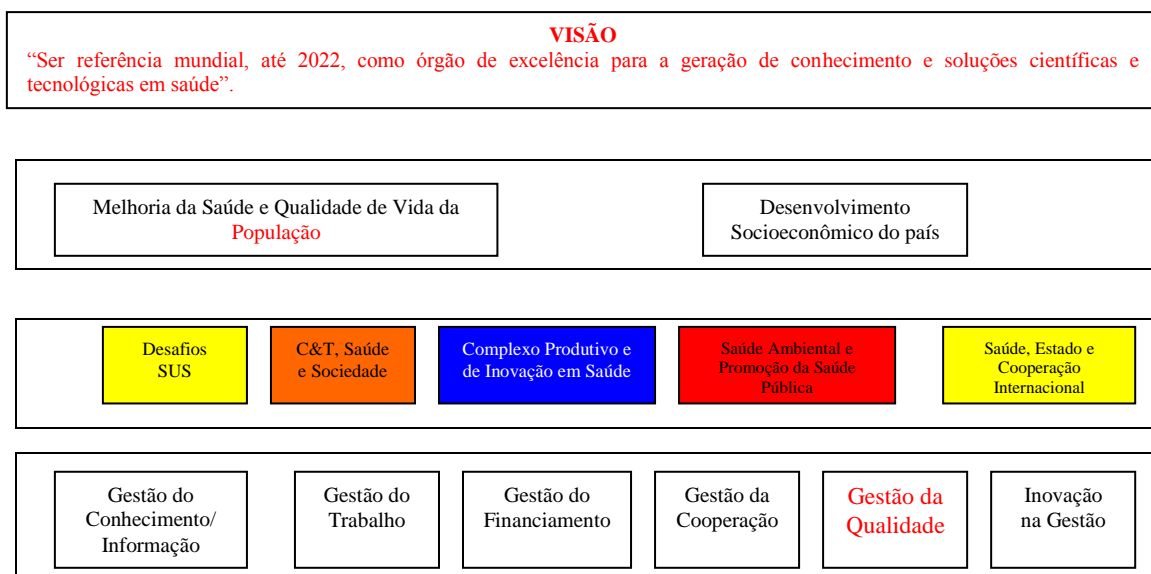 VISÃO
“Ser referência mundial, até 2022, como órgão de excelência para a geração de conhecimento e soluções científicas e
tecnológicas em saúde”.
Melhoria da Saúde e Qualidade de Vida da
População
Desenvolvimento
Socioeconômico do país
Desafios
SUS
C&T, Saúde
e Sociedade
Complexo Produtivo e
de Inovação em Saúde
Saúde Ambiental e
Promoção da Saúde
Pública
Saúde, Estado e
Cooperação
Internacional
Gestão do
Conhecimento/
Informação
Gestão do
Trabalho
Gestão do
Financiamento
Gestão da
Cooperação
Gestão da
Qualidade
Inovação
na Gestão